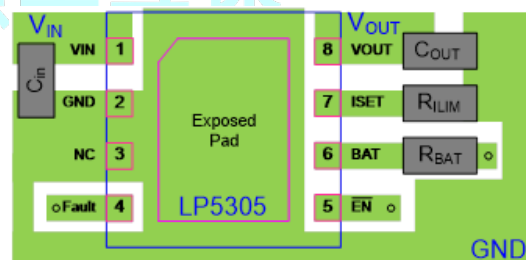 VIN VOUT
Cin VIN 1 8 VOUT COUT
GND 2 7 ISET RILIM
Exposed
Pad
NC 3 6 BAT RBAT
Fault 4 LP5305 5 EN
GND